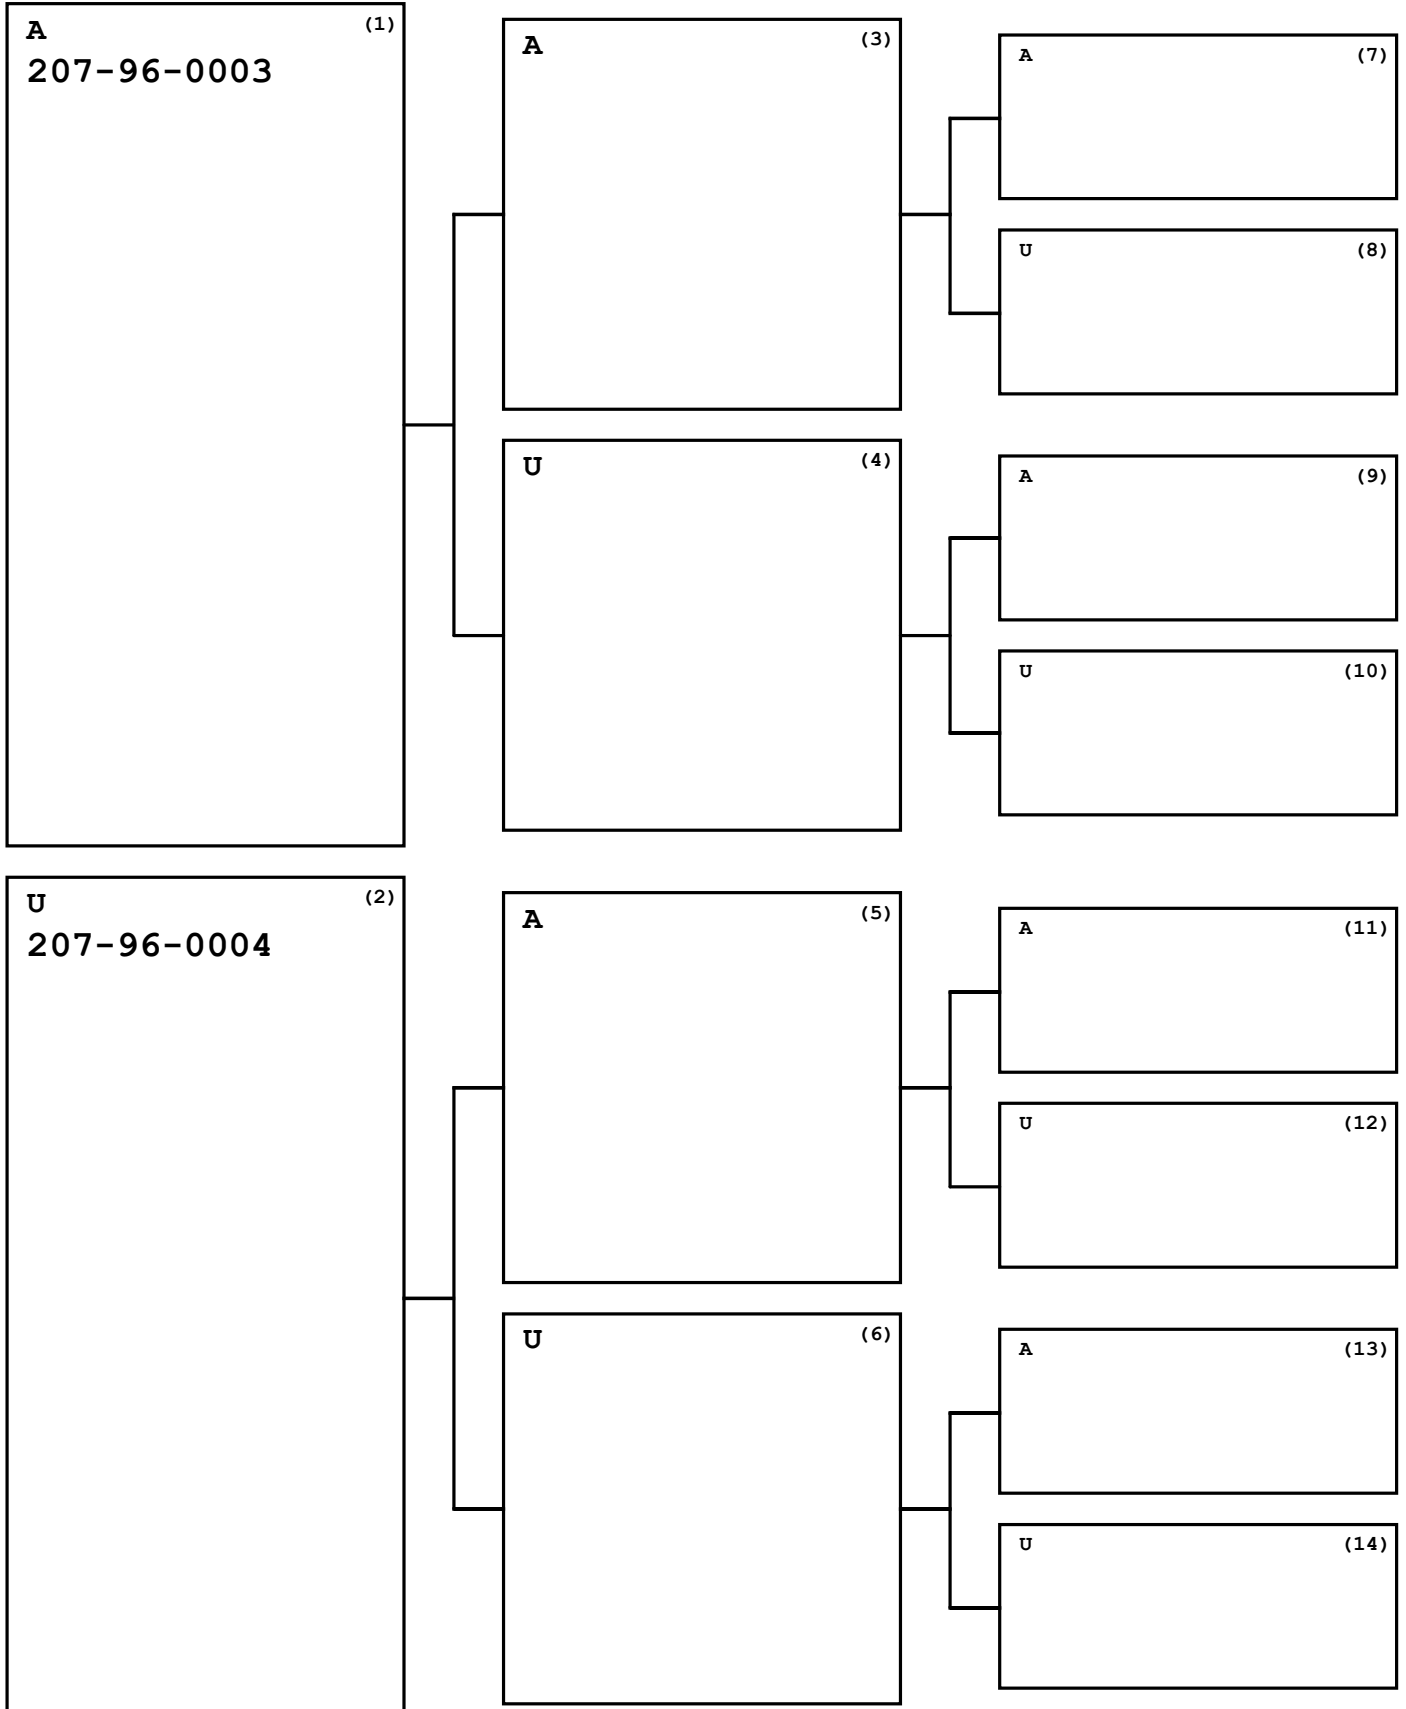 A (1)
207-96-0003
A (3)
A (7)
U (8)
U (4)
A (9)
U (10)
U (2)
207-96-0004
A (5)
A (11)
U (12)
U (6)
A (13)
U (14)